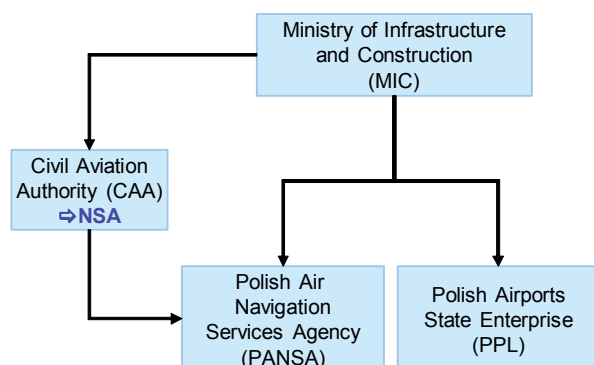 Ministry of Infrastructure
and Construction
(MIC)
Civil Aviation
Authority (CAA)
⇨NSA
Polish Air
Navigation
Services Agency
(PANSA)
Polish Airports
State Enterprise
(PPL)